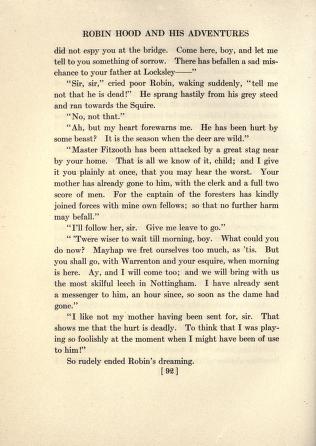 ROBIN HOOD AND HIS ADVENTURES
did not espy you at the bridge. Come here, boy, and let me
tell to you something of sorrow. There has befallen a sad mis-
chance to your father at Locksley——"
"Sir, sir," cried poor Robin, waking suddenly, "tell me
not that he is dead!" He sprang hastily from his grey steed
and ran towards the Squire.
"No, not that."
"Ah, but my heart forewarns me. He has been hurt by
some beast? It is the season when the deer are wild."
"Master Fitzooth has been attacked by a great stag near
by your home. That is all we know of it, child; and I give
it you plainly at once, that you may hear the worst. Your
mother has already gone to him, with the clerk and a full two
score of men. For the captain of the foresters has kindly
joined forces with mine own fellows; so that no further harm
may befall."
"I'll follow her, sir. Give me leave to go."
"'Twere wiser to wait till morning, boy. What could you
do now? Mayhap we fret ourselves too much, as 'tis. But
you shall go, with Warrenton and your esquire, when morning
is here. Ay, and I will come too; and we will bring with us
the most skilful leech in Nottingham. I have already sent
a messenger to him, an hour since, so soon as the dame had
gone."
"I like not my mother having been sent for, sir. That
shows me that the hurt is deadly. To think that I was play-
ing so foolishly at the moment when I might have been of use
to him!"
So rudely ended Robin's dreaming.
[ 92 ]